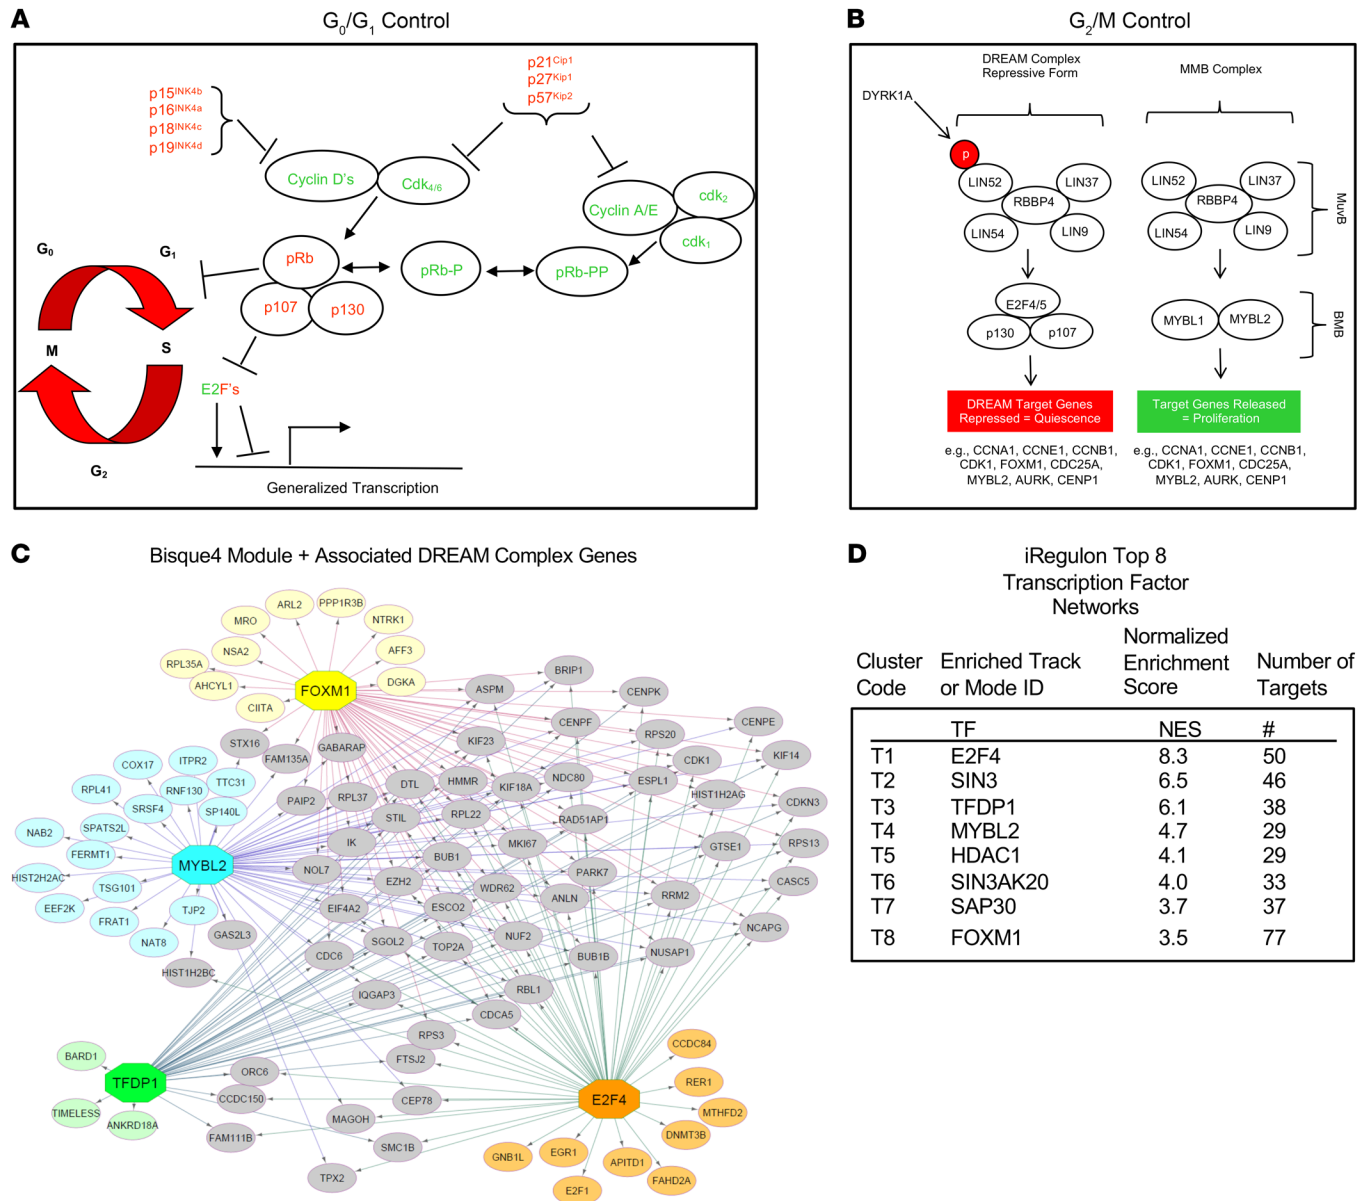 A
G0/G1 Control
p15INK4b
p16INK4a
p18INK4c
p19INK4d
p21Cip1
p27Kip1
p57Kip2
Cyclin D's
Cdk4/6
Cyclin A/E
cdk2
cdk1
pRb
p107
p130
pRb-P
pRb-PP
G0
G1
M
S
G2
E2F's
Generalized Transcription
B
G2/M Control
DREAM Complex
Repressive Form
MMB Complex
DYRK1A
p
LIN52
LIN37
RBBP4
LIN54
LIN9
LIN52
LIN37
RBBP4
LIN54
LIN9
MuvB
E2F4/5
p130
p107
MYBL1
MYBL2
BMB
DREAM Target Genes
Repressed = Quiescence
Target Genes Released
= Proliferation
e.g., CCNA1, CCNE1, CCNB1,
CDK1, FOXM1, CDC25A,
MYBL2, AURK, CENP1
e.g., CCNA1, CCNE1, CCNB1,
CDK1, FOXM1, CDC25A,
MYBL2, AURK, CENP1
C
Bisque4 Module + Associated DREAM Complex Genes
PPP1R3B
ARL2
MRO
NTRK1
NSA2
AFF3
RPL35A
AHCYL1
DGKA
FOXM1
CIITA
BRIP1
ASPM
CENPK
CENPF
CENPE
STX16
FAM135A
GABARAP
KIF23
RPS20
KIF14
CDK1
COX17
ITPR2
TTC31
RPL41
RNF130
SRSF4
SP140L
PAIP2
RPL37
DTL
HMMR
KIF18A
NDC80
ESPL1
HIST1H2AG
CDKN3
NAB2
SPATS2L
STIL
RPL22
RAD51AP1
FERMT1
IK
MKI67
GTSE1
RPS13
MYBL2
NOL7
BUB1
PARK7
HIST2H2AC
TSG101
EZH2
WDR62
CASC5
EEF2K
FRAT1
TJP2
EIF4A2
ESCO2
ANLN
RRM2
NAT8
GAS2L3
SGOL2
TOP2A
NUF2
NCAPG
HIST1H2BC
CDC6
BUB1B
NUSAP1
IQGAP3
RBL1
CDCA5
RPS3
CCDC84
BARD1
FTSJ2
TFDP1
ORC6
RER1
CCDC150
CEP78
E2F4
MTHFD2
TIMELESS
ANKRD18A
MAGOH
DNMT3B
FAM111B
SMC1B
GNB1L
EGR1
APITD1
TPX2
E2F1
FAHD2A
D
iRegulon Top 8
Transcription Factor
Networks
Cluster Code
Enriched Track or Mode ID
Normalized Enrichment Score
Number of Targets
TF NES #
T1 E2F4 8.3 50
T2 SIN3 6.5 46
T3 TFDP1 6.1 38
T4 MYBL2 4.7 29
T5 HDAC1 4.1 29
T6 SIN3AK20 4.0 33
T7 SAP30 3.7 37
T8 FOXM1 3.5 77